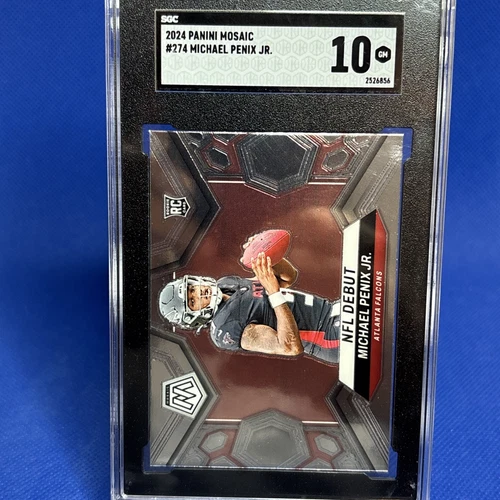 SGC
2024 PANINI MOSAIC
#274 MICHAEL PENIX JR.
10
GM
2526856
RC
NFL DEBUT
MICHAEL PENIX JR.
ATLANTA FALCONS